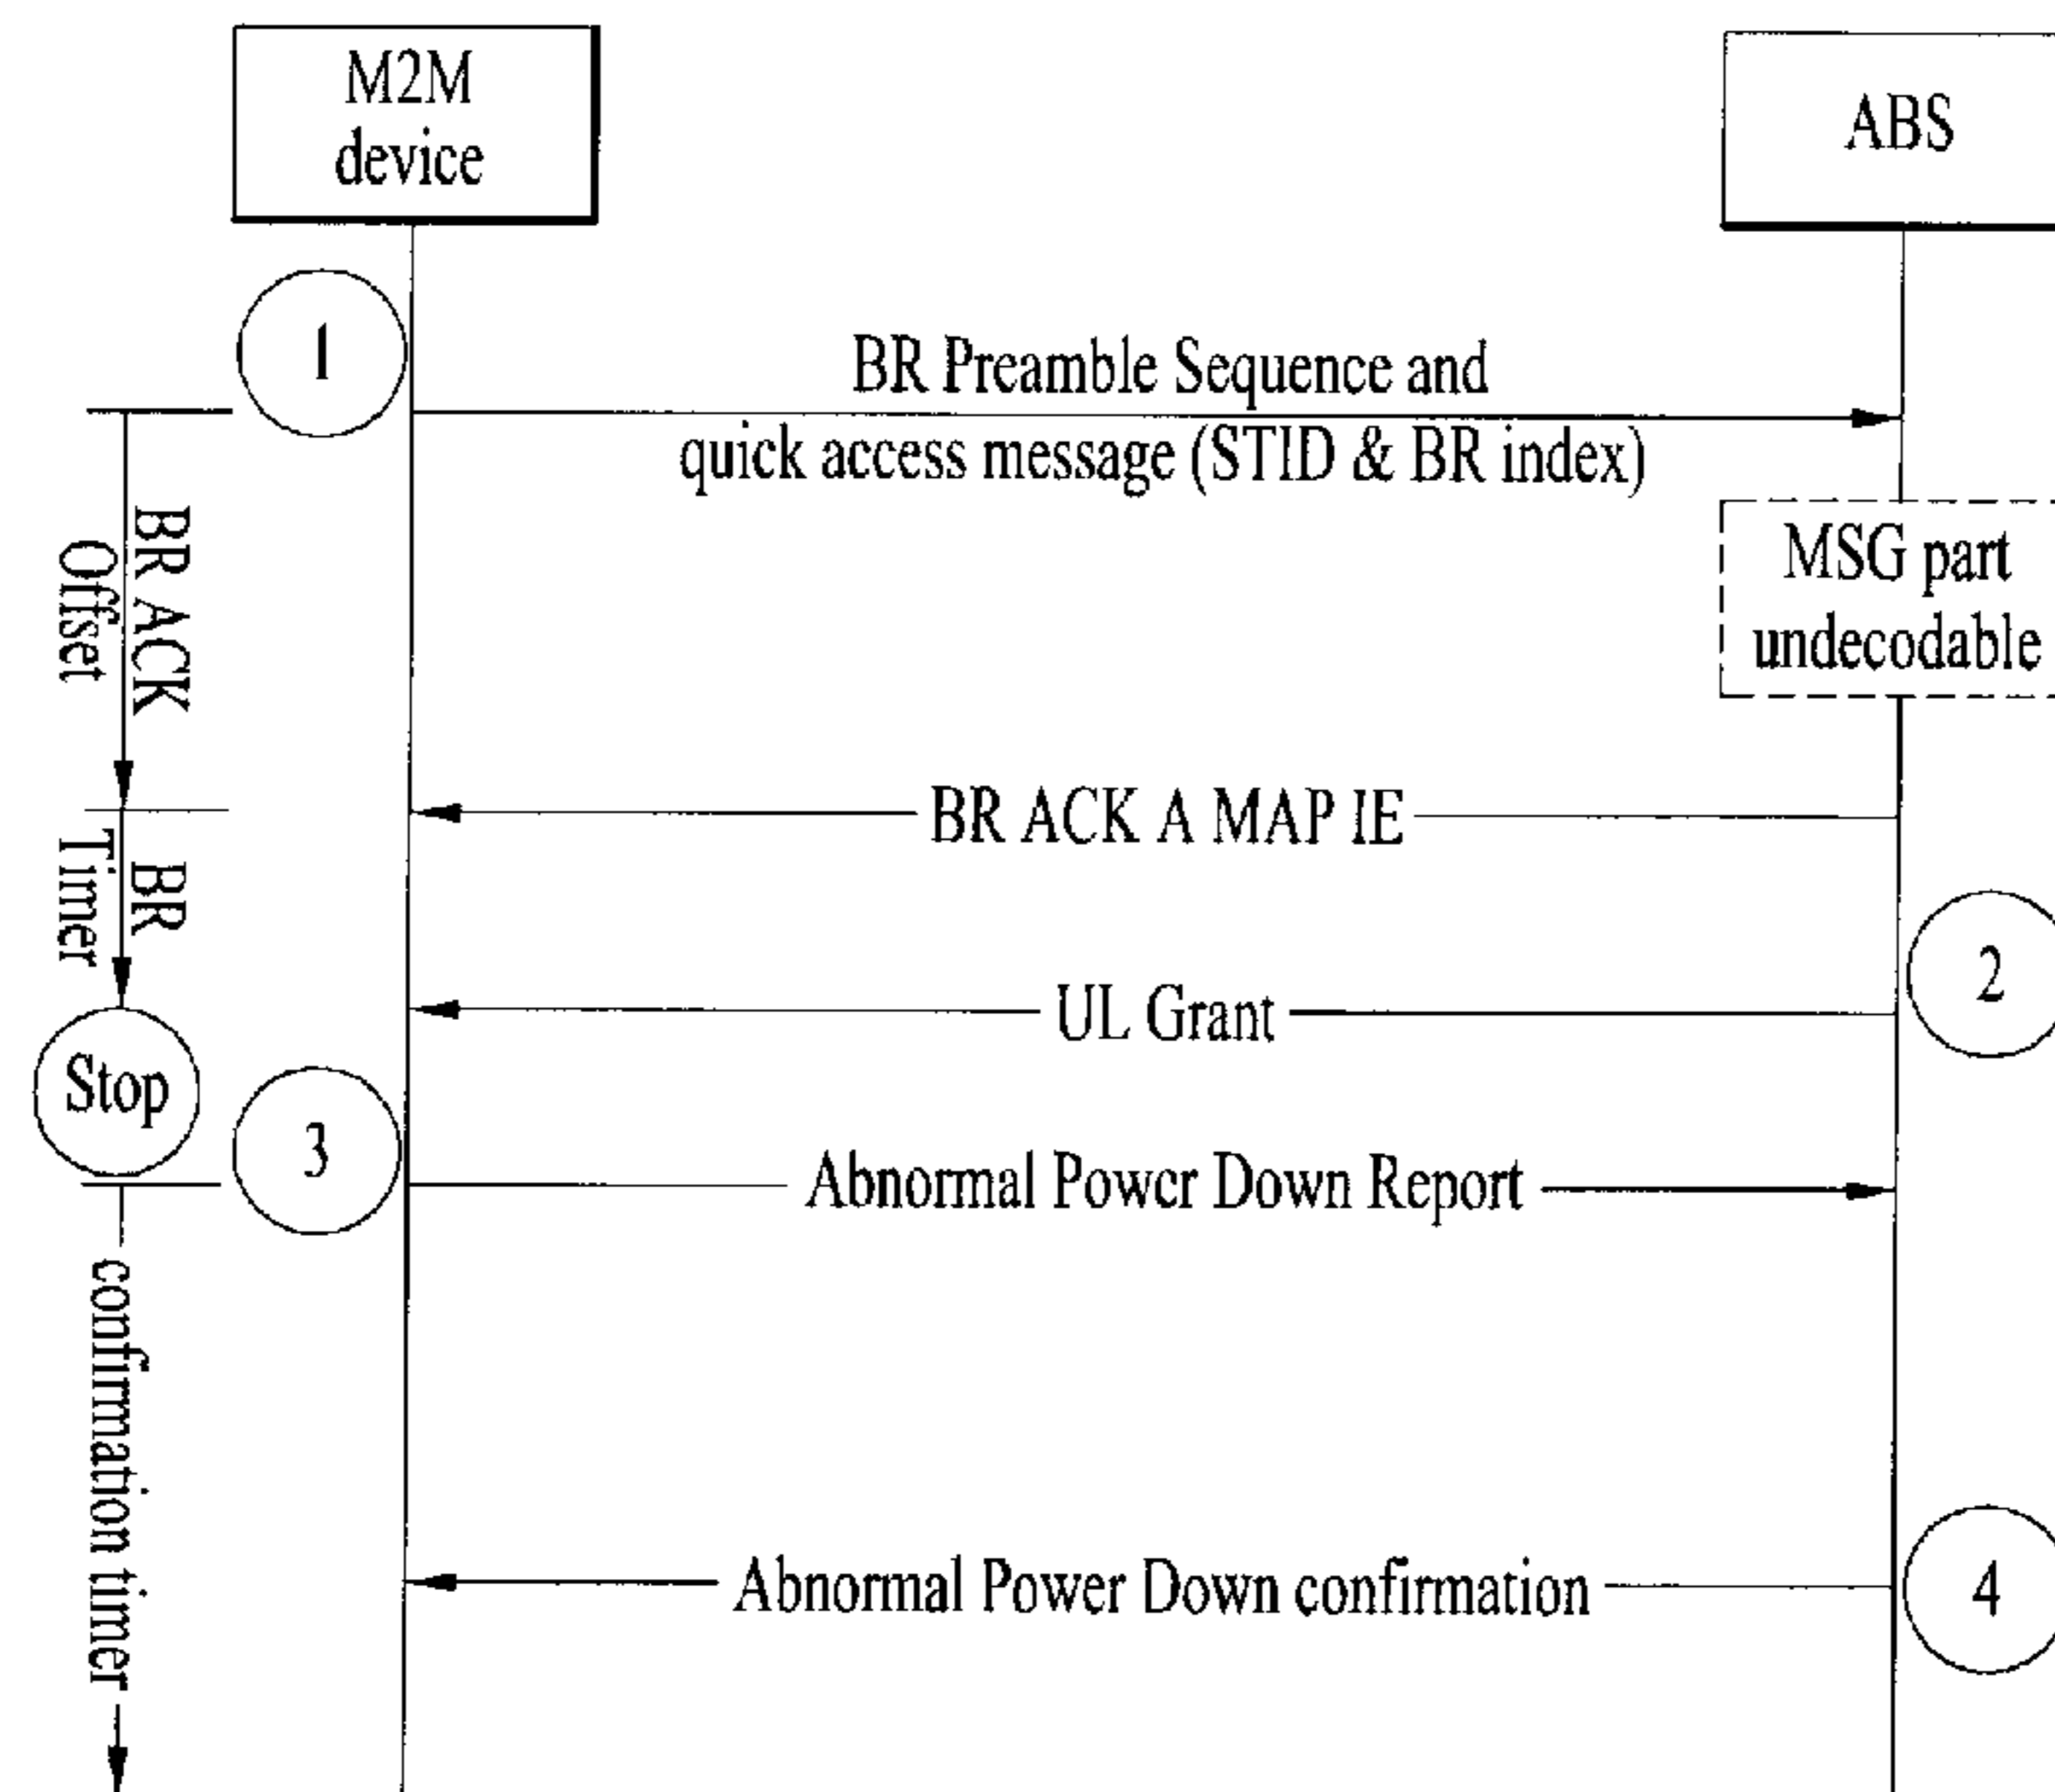 M2M
device
ABS
1
BR Preamble Sequence and
quick access message (STID & BR index)
BR ACK
Offset
MSG part
undecodable
BR ACK A MAP IE
BR
Timer
2
UL Grant
Stop
3
Abnormal Power Down Report
confirmation timer
Abnormal Power Down confirmation
4